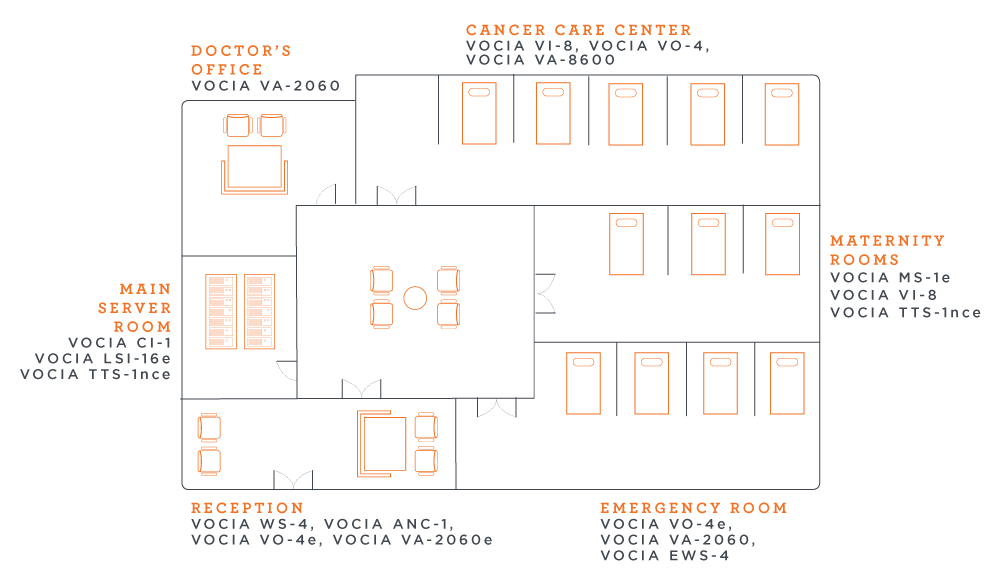 DOCTOR'S
OFFICE
VOCIA VA-2060
CANCER CARE CENTER
VOCIA VI-8, VOCIA VO-4,
VOCIA VA-8600
MAIN
SERVER
ROOM
VOCIA CI-1
VOCIA LSI-16e
VOCIA TTS-1nce
MATERNITY
ROOMS
VOCIA MS-1e
VOCIA VI-8
VOCIA TTS-1nce
RECEPTION
VOCIA WS-4, VOCIA ANC-1,
VOCIA VO-4e, VOCIA VA-2060e
EMERGENCY ROOM
VOCIA VO-4e,
VOCIA VA-2060,
VOCIA EWS-4